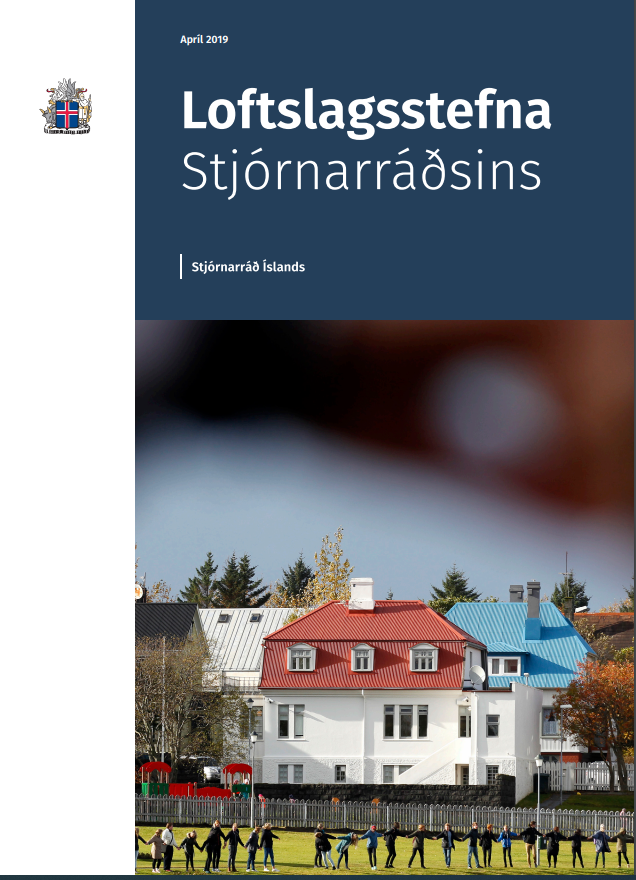 Apríl 2019
Loftslagsstefna
Stjórnarráðsins
Stjórnarráð Íslands